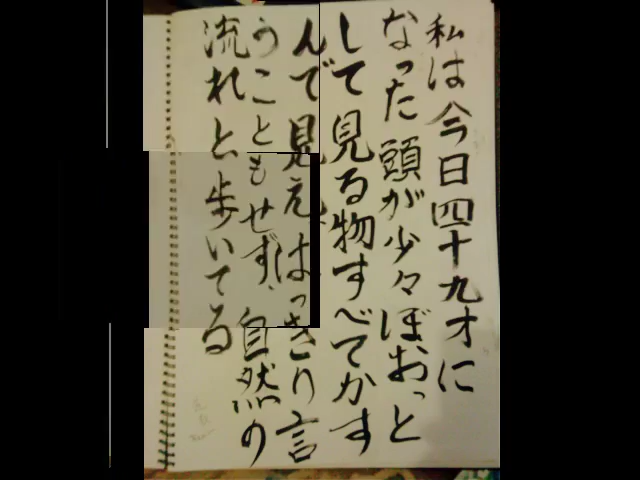 私は今日四十九才に
なった頭が少々ぼおっと
して見る物すべてかす
んで見えはっきり言
うこともせず、自然の
流れと歩いてる